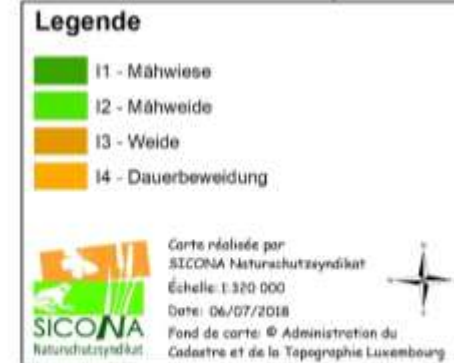 Legende
I1 - Mähwiese
I2 - Mähweide
I3 - Weide
I4 - Dauerbeweidung
Carte réalisée par
SICONA Naturschutzsyndikat
Échelle: 1:320 000
Date: 06/07/2018
Fond de carte: © Administration du
Cadastre et de la Topographie Luxembourg
SICONA
Naturschutzsyndikat